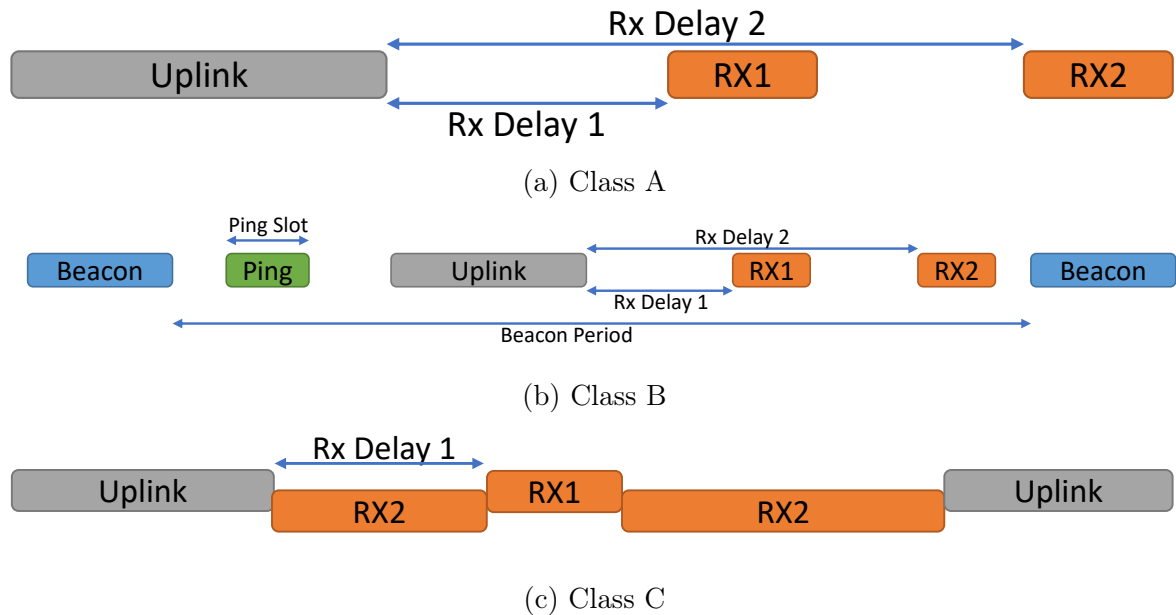 Rx Delay 2
Uplink
RX1
RX2
Rx Delay 1
(a) Class A
Ping Slot
Rx Delay 2
Beacon
Ping
Uplink
RX1
RX2
Beacon
Rx Delay 1
Beacon Period
(b) Class B
Rx Delay 1
Uplink
RX2
RX1
RX2
Uplink
(c) Class C